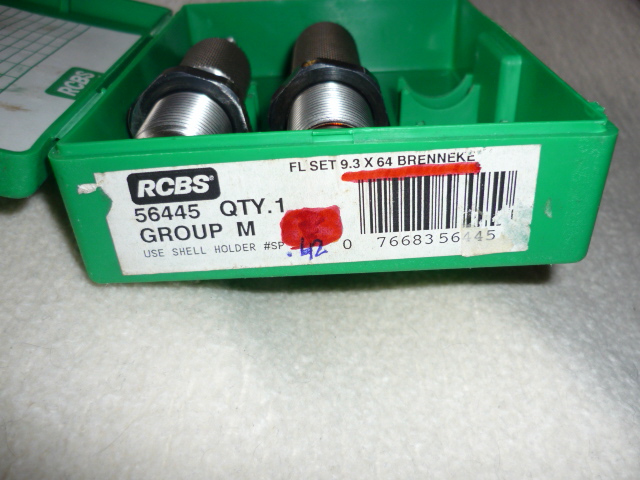 RCBS
FL SET 9.3 X 64 BRENNEKE
RCBS
56445 QTY.1
GROUP M
USE SHELL HOLDER #SP
.42
0 76683 56445